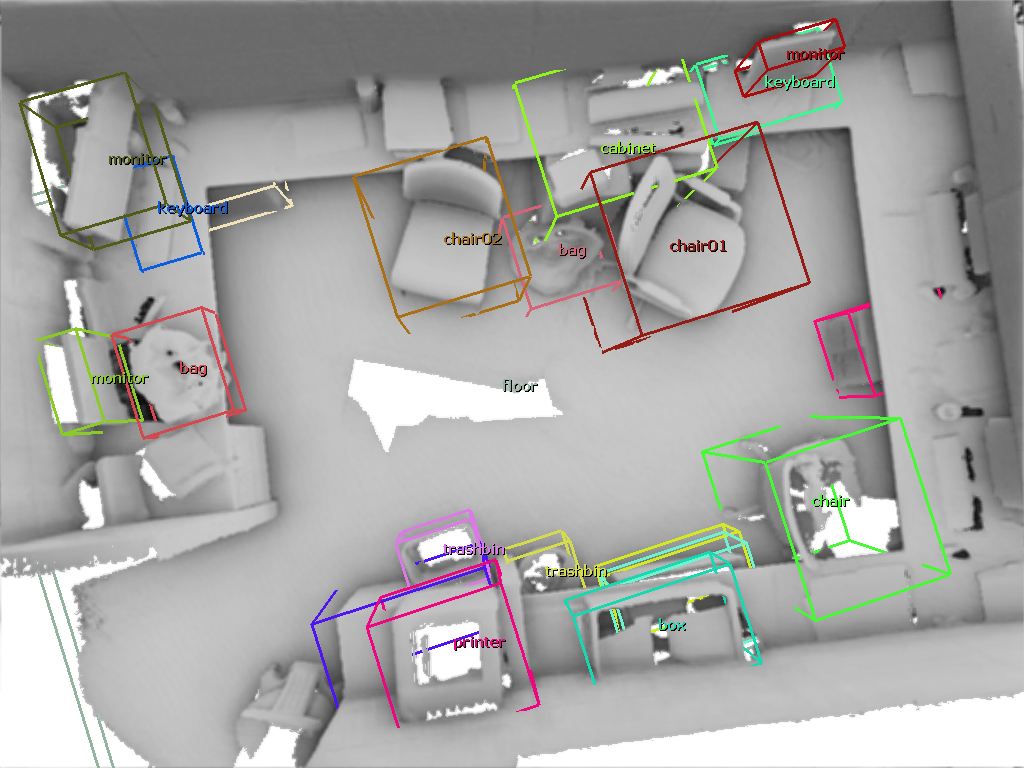 monitor
keyboard
monitor
cabinet
keyboard
chair02
bag
chair01
monitor
bag
floor
chair
trashbin
trashbin
box
printer